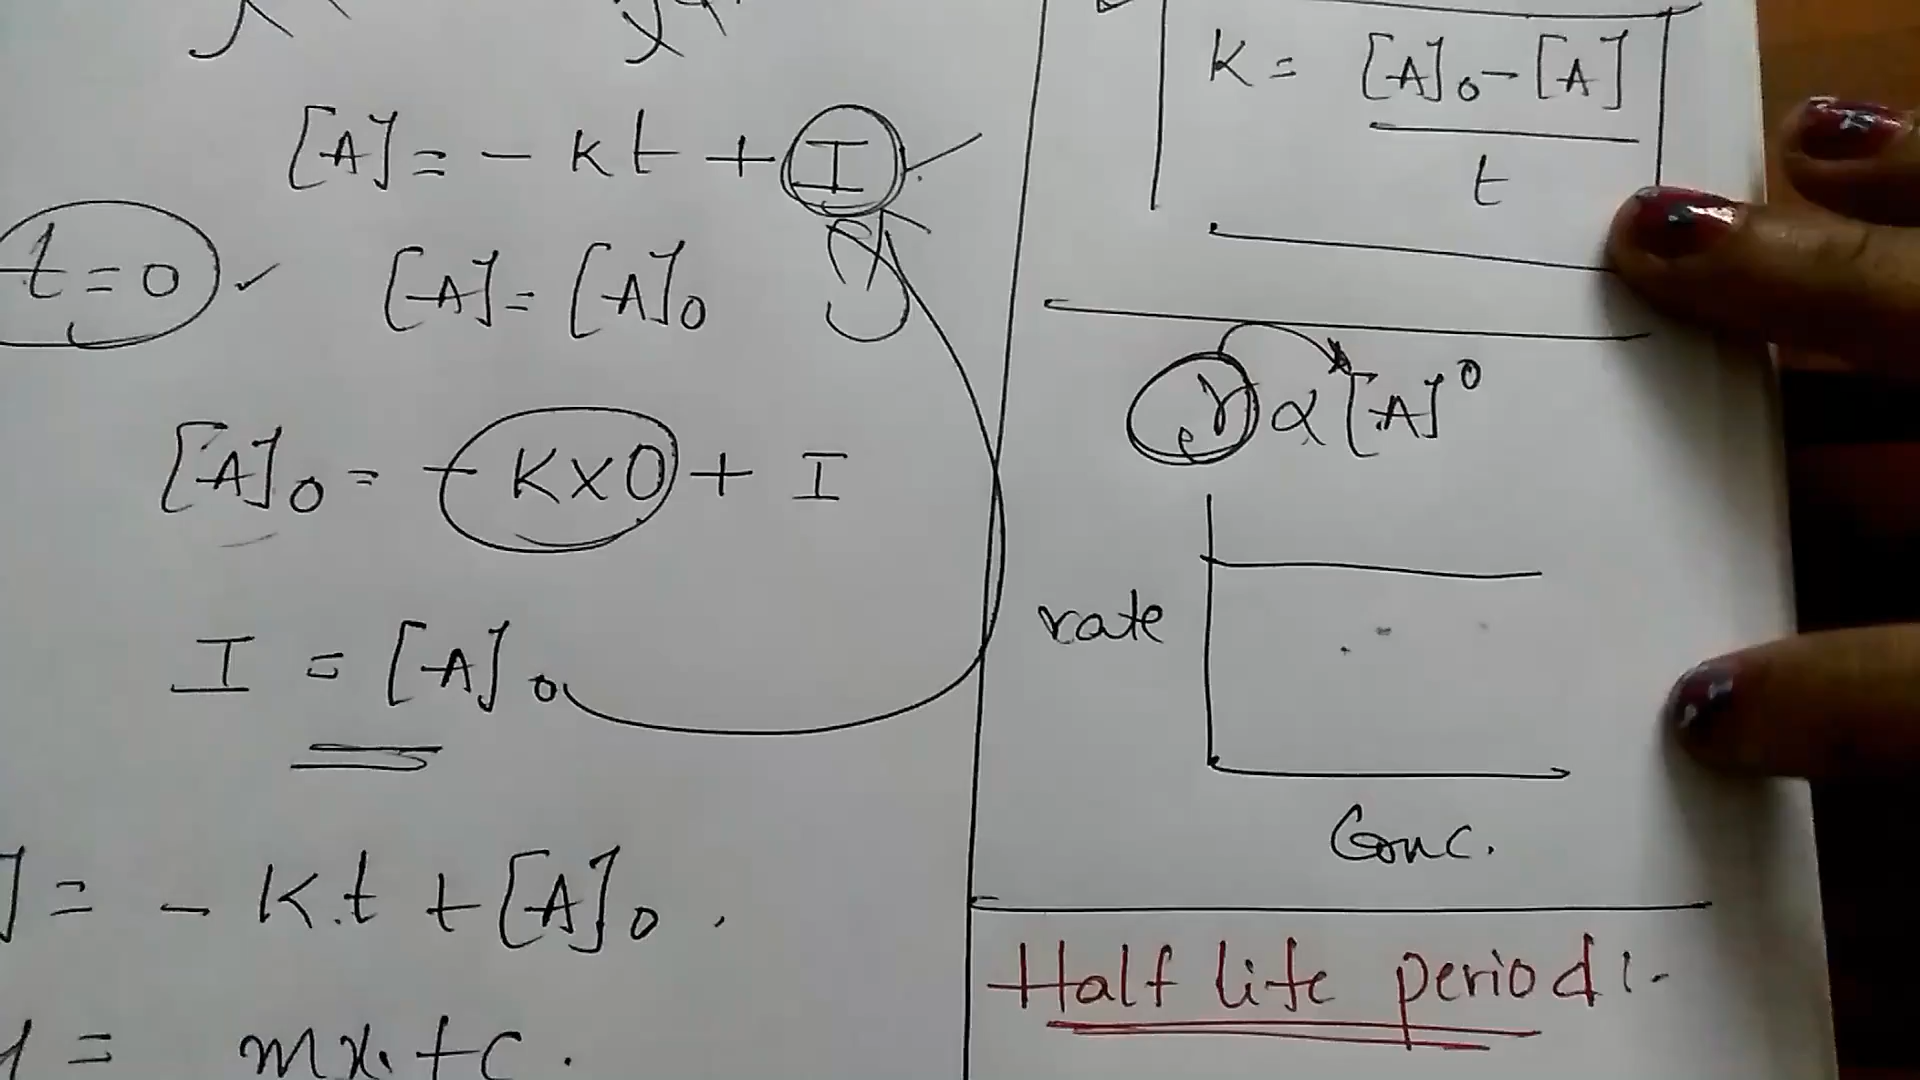 [A] = - Kt + I
t = 0 [A] = [A]₀
[A]₀ = - K×0 + I
I = [A]₀
] = - K.t + [A]₀ .
= mx + c .
K = [A]₀ - [A]
t
r α [A]⁰
rate
Conc.
Half life period :-